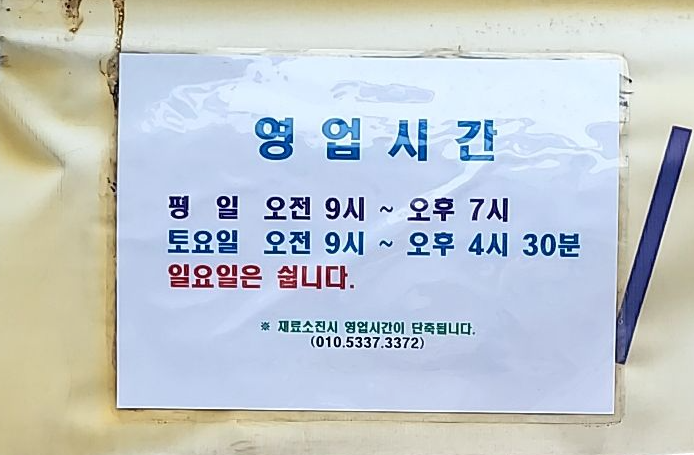 영 업 시 간
평 일 오전 9시 ~ 오후 7시
토요일 오전 9시 ~ 오후 4시 30분
일요일은 쉽니다.
※ 재료소진시 영업시간이 단축됩니다.
(010.5337.3372)